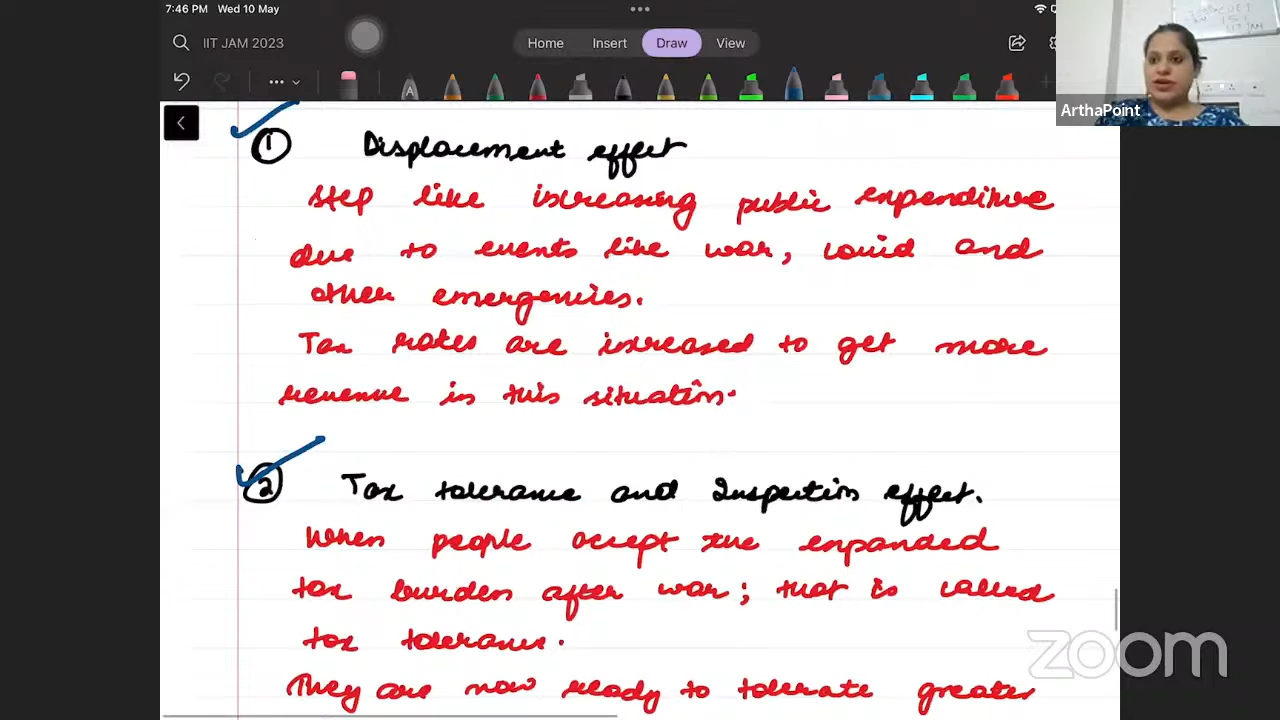 7:46 PM Wed 10 May
IIT JAM 2023
Home Insert Draw View
A
ArthaPoint
1 Displacement effect
Step like increasing public expenditure
due to events like war, covid and
other emergencies.
Tax rates are increased to get more
revenue in this situation.
2 Tax tolerance and Inspection effect.
When people accept the expanded
tax burden after war; that is called
tax tolerance.
They are now ready to tolerate greater
zoom